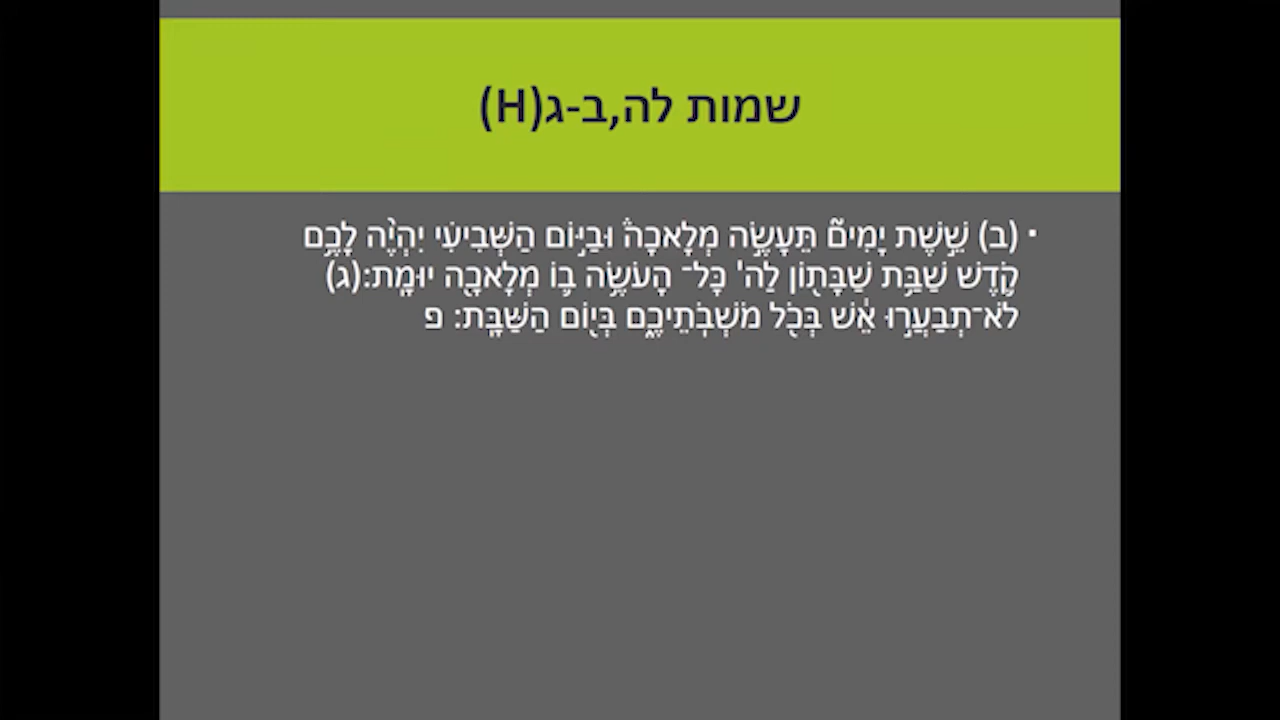 שמות לה,ב-ג(H)
• (ב) שֵׁ֣שֶׁת יָמִים֮ תֵּעָשֶׂ֣ה מְלָאכָה֒ וּבַיּ֣וֹם הַשְּׁבִיעִ֗י יִהְיֶ֨ה לָכֶ֥ם
קֹ֛דֶשׁ שַׁבַּ֥ת שַׁבָּת֖וֹן לַה' כָּל־ הָעֹשֶׂ֥ה ב֛וֹ מְלָאכָ֖ה יוּמָֽת:(ג)
לֹא־תְבַעֲר֣וּ אֵ֔שׁ בְּכֹ֖ל מֹשְׁבֹֽתֵיכֶ֑ם בְּי֖וֹם הַשַּׁבָּֽת: פ